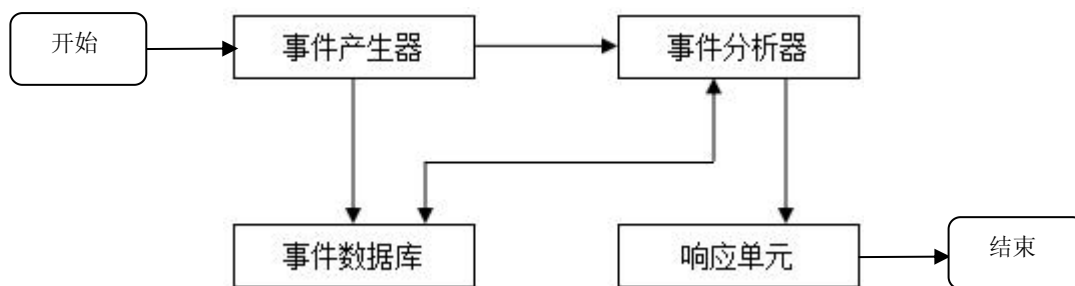 开始
事件产生器
事件分析器
事件数据库
响应单元
结束